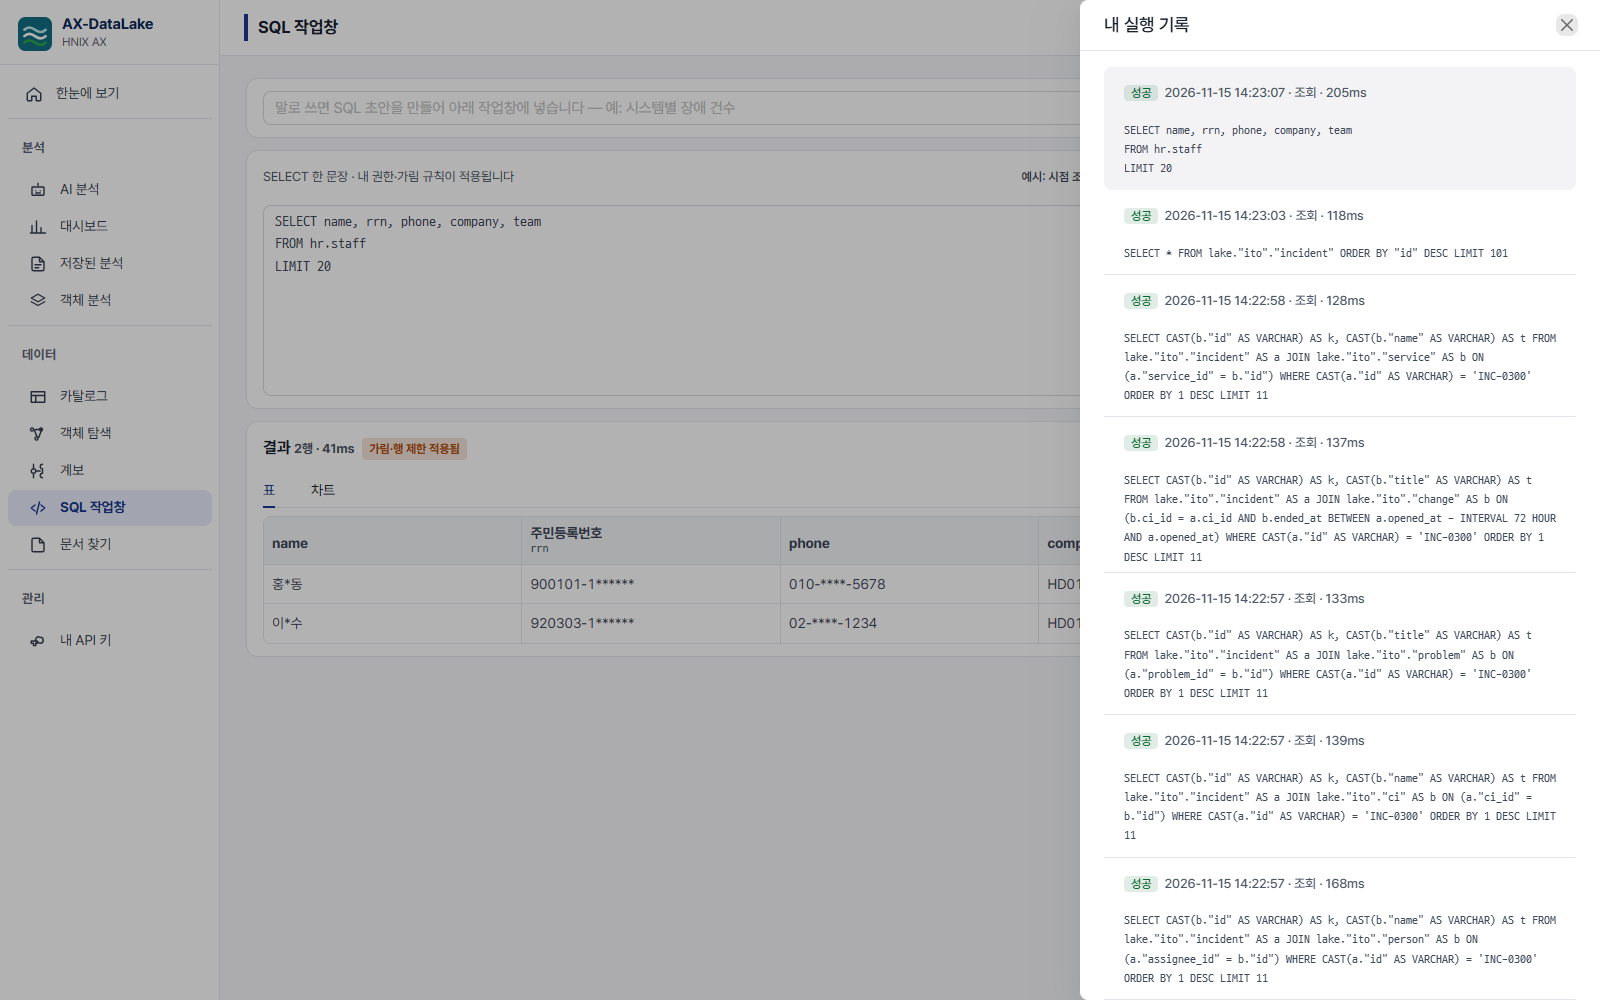 AX-DataLake
HNIX AX
한눈에 보기
분석
AI 분석
대시보드
저장된 분석
객체 분석
데이터
카탈로그
객체 탐색
계보
SQL 작업창
문서 찾기
관리
내 API 키
SQL 작업창
말로 쓰면 SQL 초안을 만들어 아래 작업창에 넣습니다 — 예: 시스템별 장애 건수
SELECT 한 문장 · 내 권한·가림 규칙이 적용됩니다
예시: 시점 조
SELECT name, rrn, phone, company, team
FROM hr.staff
LIMIT 20
결과 2행 · 41ms 가림·행 제한 적용됨
표 차트
name 주민등록번호 rrn phone comp
홍*동 900101-1****** 010-****-5678 HD01
이*수 920303-1****** 02-****-1234 HD01
내 실행 기록
성공 2026-11-15 14:23:07 · 조회 · 205ms
SELECT name, rrn, phone, company, team
FROM hr.staff
LIMIT 20
성공 2026-11-15 14:23:03 · 조회 · 118ms
SELECT * FROM lake."ito"."incident" ORDER BY "id" DESC LIMIT 101
성공 2026-11-15 14:22:58 · 조회 · 128ms
SELECT CAST(b."id" AS VARCHAR) AS k, CAST(b."name" AS VARCHAR) AS t FROM
lake."ito"."incident" AS a JOIN lake."ito"."service" AS b ON
(a."service_id" = b."id") WHERE CAST(a."id" AS VARCHAR) = 'INC-0300'
ORDER BY 1 DESC LIMIT 11
성공 2026-11-15 14:22:58 · 조회 · 137ms
SELECT CAST(b."id" AS VARCHAR) AS k, CAST(b."title" AS VARCHAR) AS t
FROM lake."ito"."incident" AS a JOIN lake."ito"."change" AS b ON
(b.ci_id = a.ci_id AND b.ended_at BETWEEN a.opened_at - INTERVAL 72 HOUR
AND a.opened_at) WHERE CAST(a."id" AS VARCHAR) = 'INC-0300' ORDER BY 1
DESC LIMIT 11
성공 2026-11-15 14:22:57 · 조회 · 133ms
SELECT CAST(b."id" AS VARCHAR) AS k, CAST(b."title" AS VARCHAR) AS t
FROM lake."ito"."incident" AS a JOIN lake."ito"."problem" AS b ON
(a."problem_id" = b."id") WHERE CAST(a."id" AS VARCHAR) = 'INC-0300'
ORDER BY 1 DESC LIMIT 11
성공 2026-11-15 14:22:57 · 조회 · 139ms
SELECT CAST(b."id" AS VARCHAR) AS k, CAST(b."name" AS VARCHAR) AS t FROM
lake."ito"."incident" AS a JOIN lake."ito"."ci" AS b ON (a."ci_id" =
b."id") WHERE CAST(a."id" AS VARCHAR) = 'INC-0300' ORDER BY 1 DESC LIMIT
11
성공 2026-11-15 14:22:57 · 조회 · 168ms
SELECT CAST(b."id" AS VARCHAR) AS k, CAST(b."name" AS VARCHAR) AS t FROM
lake."ito"."incident" AS a JOIN lake."ito"."person" AS b ON
(a."assignee_id" = b."id") WHERE CAST(a."id" AS VARCHAR) = 'INC-0300'
ORDER BY 1 DESC LIMIT 11